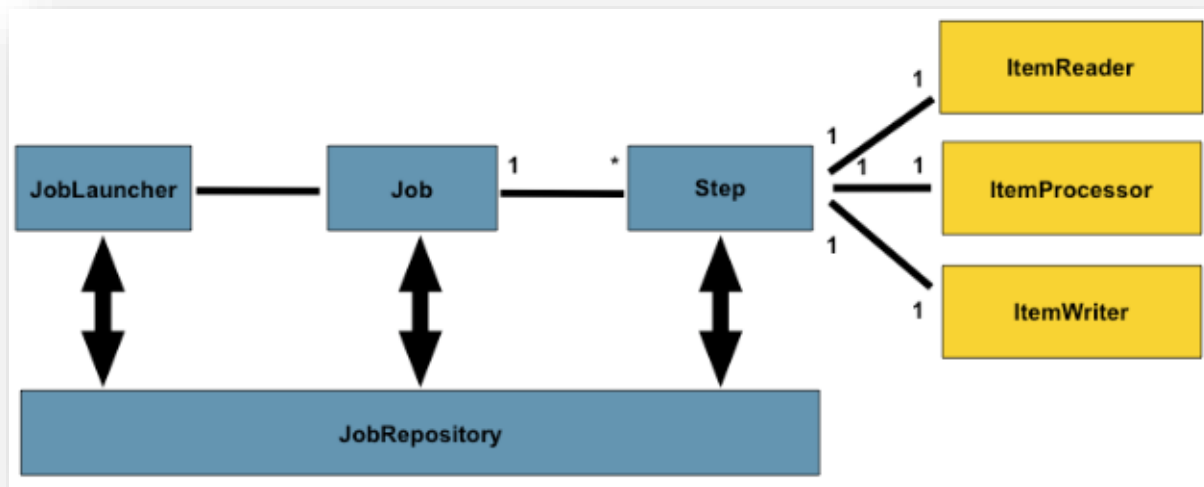 ItemReader
1
1
JobLauncher
Job
1
*
Step
1
1
ItemProcessor
1
1
ItemWriter
JobRepository